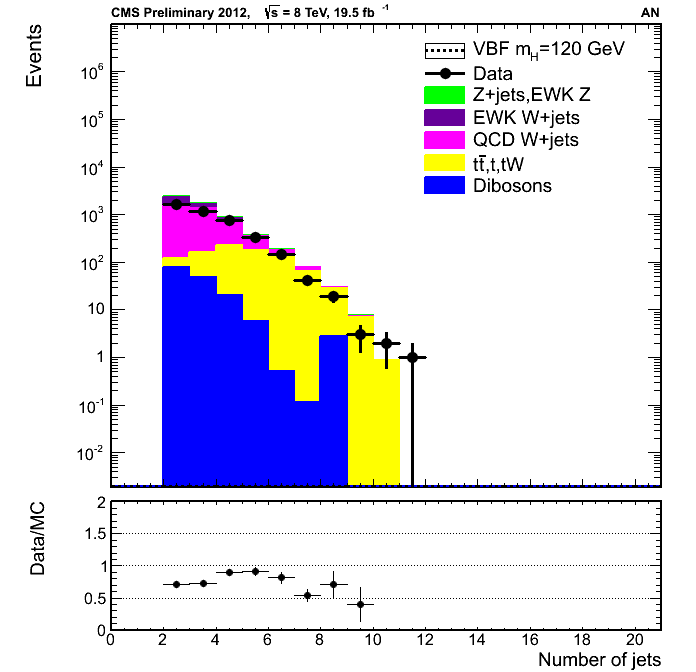 CMS Preliminary 2012, √s = 8 TeV, 19.5 fb⁻¹ AN
Events
10⁶
10⁵
10⁴
10³
10²
10
1
10⁻¹
10⁻²
VBF m_H=120 GeV
Data
Z+jets,EWK Z
EWK W+jets
QCD W+jets
tt̄,t,tW
Dibosons
Data/MC
2
1.5
1
0.5
0
0 2 4 6 8 10 12 14 16 18 20
Number of jets